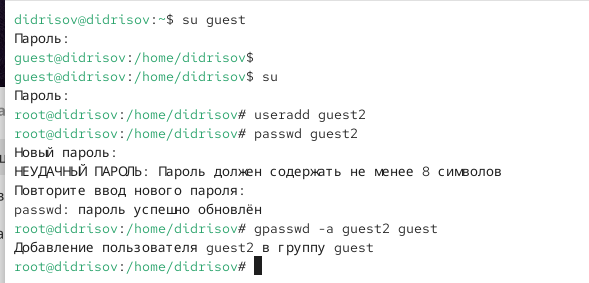 didrisov@didrisov:~$ su guest
Пароль:
guest@didrisov:/home/didrisov$
guest@didrisov:/home/didrisov$ su
Пароль:
root@didrisov:/home/didrisov# useradd guest2
root@didrisov:/home/didrisov# passwd guest2
Новый пароль:
НЕУДАЧНЫЙ ПАРОЛЬ: Пароль должен содержать не менее 8 символов
Повторите ввод нового пароля:
passwd: пароль успешно обновлён
root@didrisov:/home/didrisov# gpasswd -a guest2 guest
Добавление пользователя guest2 в группу guest
root@didrisov:/home/didrisov#